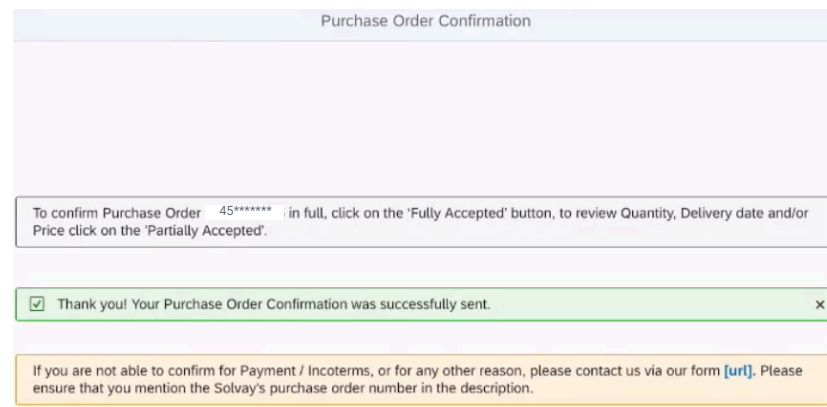 Purchase Order Confirmation
To confirm Purchase Order 45******* in full, click on the 'Fully Accepted' button, to review Quantity, Delivery date and/or
Price click on the 'Partially Accepted'.
Thank you! Your Purchase Order Confirmation was successfully sent.
If you are not able to confirm for Payment / Incoterms, or for any other reason, please contact us via our form [url]. Please
ensure that you mention the Solvay's purchase order number in the description.